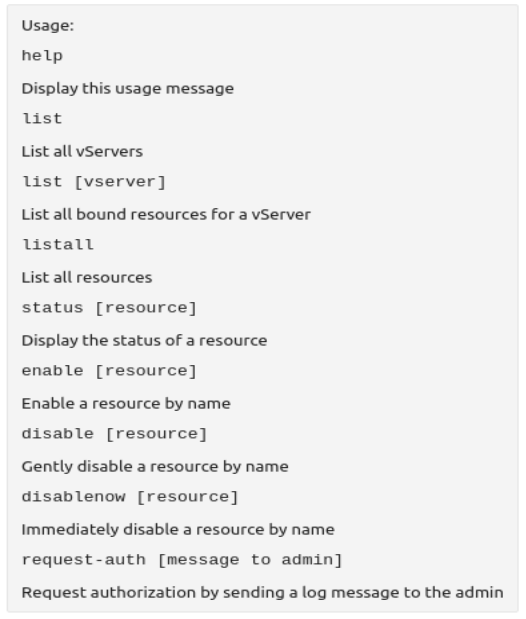 Usage:
help
Display this usage message
list
List all vServers
list [vserver]
List all bound resources for a vServer
listall
List all resources
status [resource]
Display the status of a resource
enable [resource]
Enable a resource by name
disable [resource]
Gently disable a resource by name
disablenow [resource]
Immediately disable a resource by name
request-auth [message to admin]
Request authorization by sending a log message to the admin